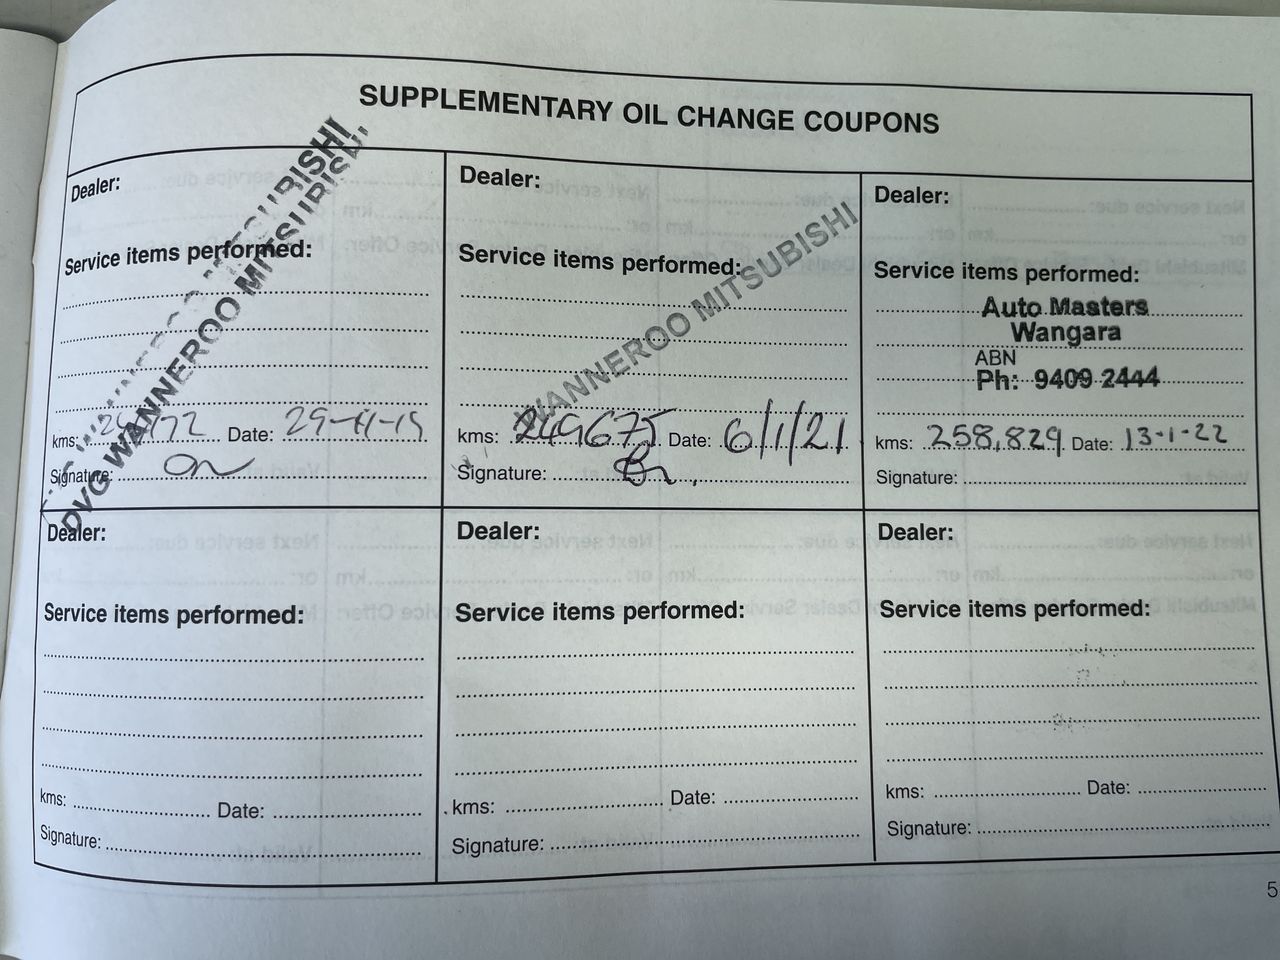 SUPPLEMENTARY OIL CHANGE COUPONS
Dealer:
Service items performed:
DVG WANNEROO MITSUBISHI
kms: Date: 29-11-19
Signature:
Dealer:
Service items performed:
WANNEROO MITSUBISHI
kms: 249675 Date: 6/1/21
Signature:
Dealer:
Service items performed:
Auto Masters
Wangara
ABN
Ph: 9409 2444
kms: 258,829 Date: 13-1-22
Signature:
Dealer:
Service items performed:
kms: Date:
Signature:
Dealer:
Service items performed:
kms: Date:
Signature:
Dealer:
Service items performed:
kms: Date:
Signature:
5